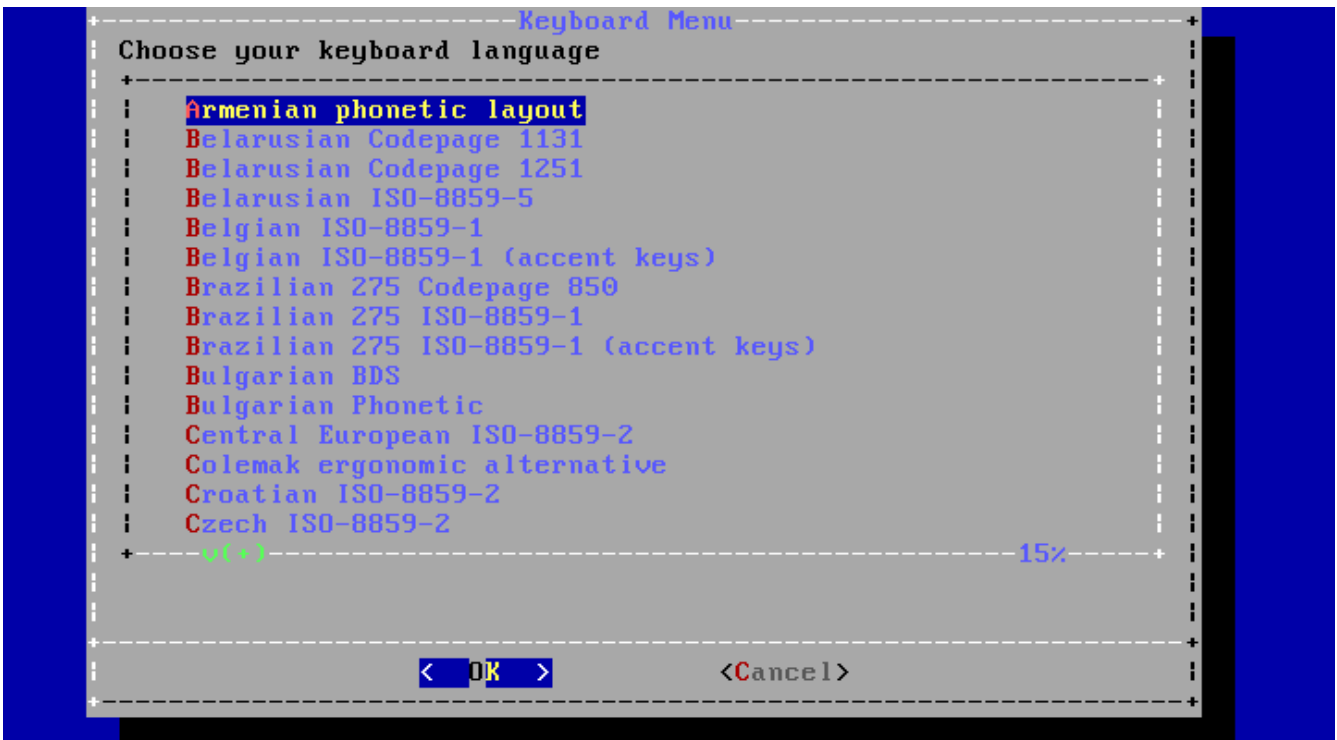 Keyboard Menu
Choose your keyboard language
Armenian phonetic layout
Belarusian Codepage 1131
Belarusian Codepage 1251
Belarusian ISO-8859-5
Belgian ISO-8859-1
Belgian ISO-8859-1 (accent keys)
Brazilian 275 Codepage 850
Brazilian 275 ISO-8859-1
Brazilian 275 ISO-8859-1 (accent keys)
Bulgarian BDS
Bulgarian Phonetic
Central European ISO-8859-2
Colemak ergonomic alternative
Croatian ISO-8859-2
Czech ISO-8859-2
v(+) 15%
< OK > <Cancel>